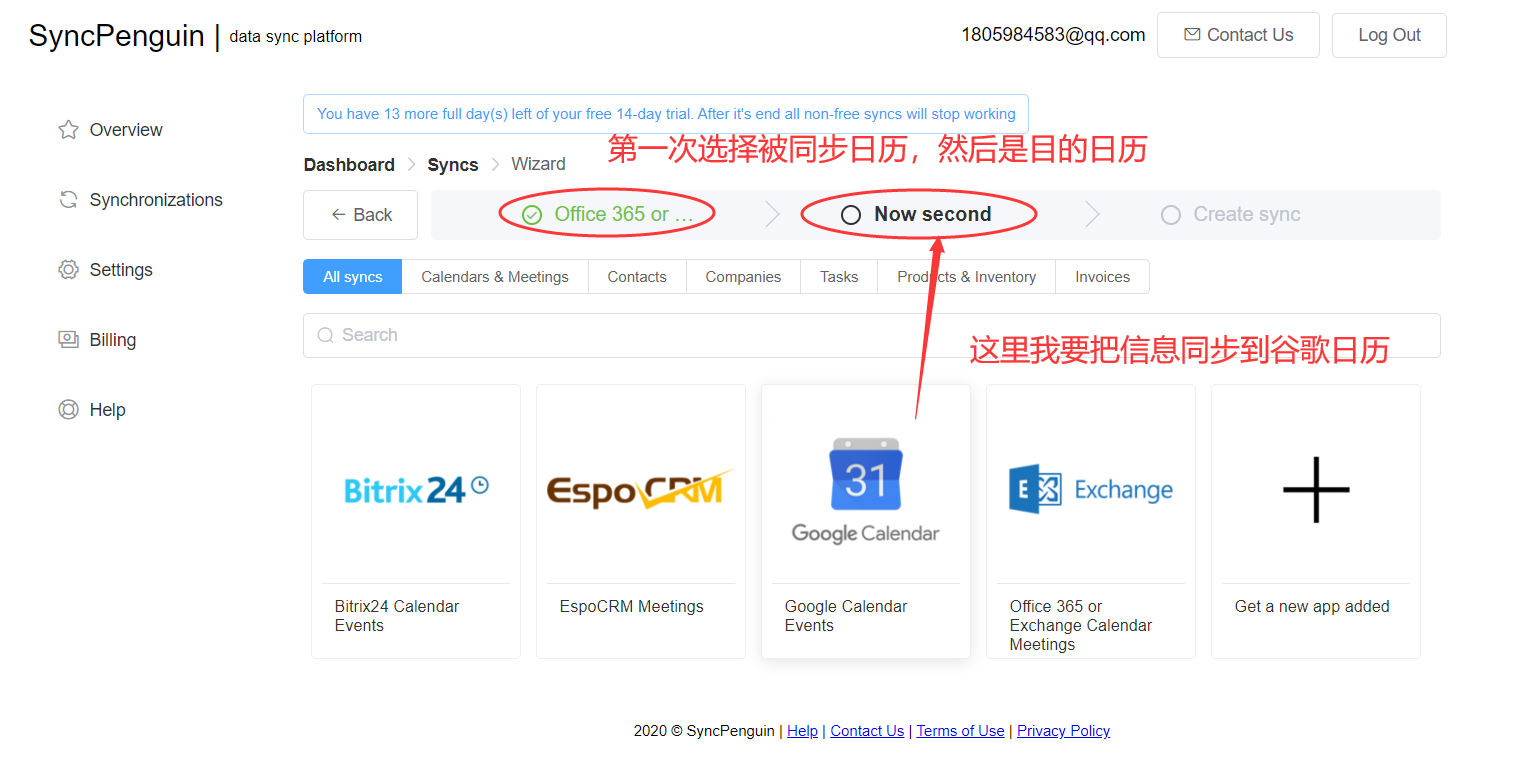 SyncPenguin | data sync platform
1805984583@qq.com
Contact Us
Log Out
You have 13 more full day(s) left of your free 14-day trial. After it's end all non-free syncs will stop working
Overview
Synchronizations
Settings
Billing
Help
第一次选择被同步日历，然后是目的日历
Dashboard > Syncs > Wizard
← Back
Office 365 or ...
Now second
Create sync
All syncs
Calendars & Meetings
Contacts
Companies
Tasks
Products & Inventory
Invoices
Search
这里我要把信息同步到谷歌日历
Bitrix24
Bitrix24 Calendar
Events
EspoCRM
EspoCRM Meetings
31
Google Calendar
Google Calendar
Events
E
Exchange
Office 365 or
Exchange Calendar
Meetings
Get a new app added
2020 © SyncPenguin | Help | Contact Us | Terms of Use | Privacy Policy